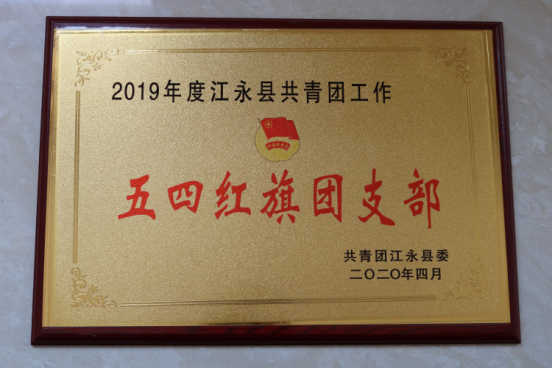 2019年度江永县共青团工作
五四红旗团支部
共青团江永县委
二〇二〇年四月